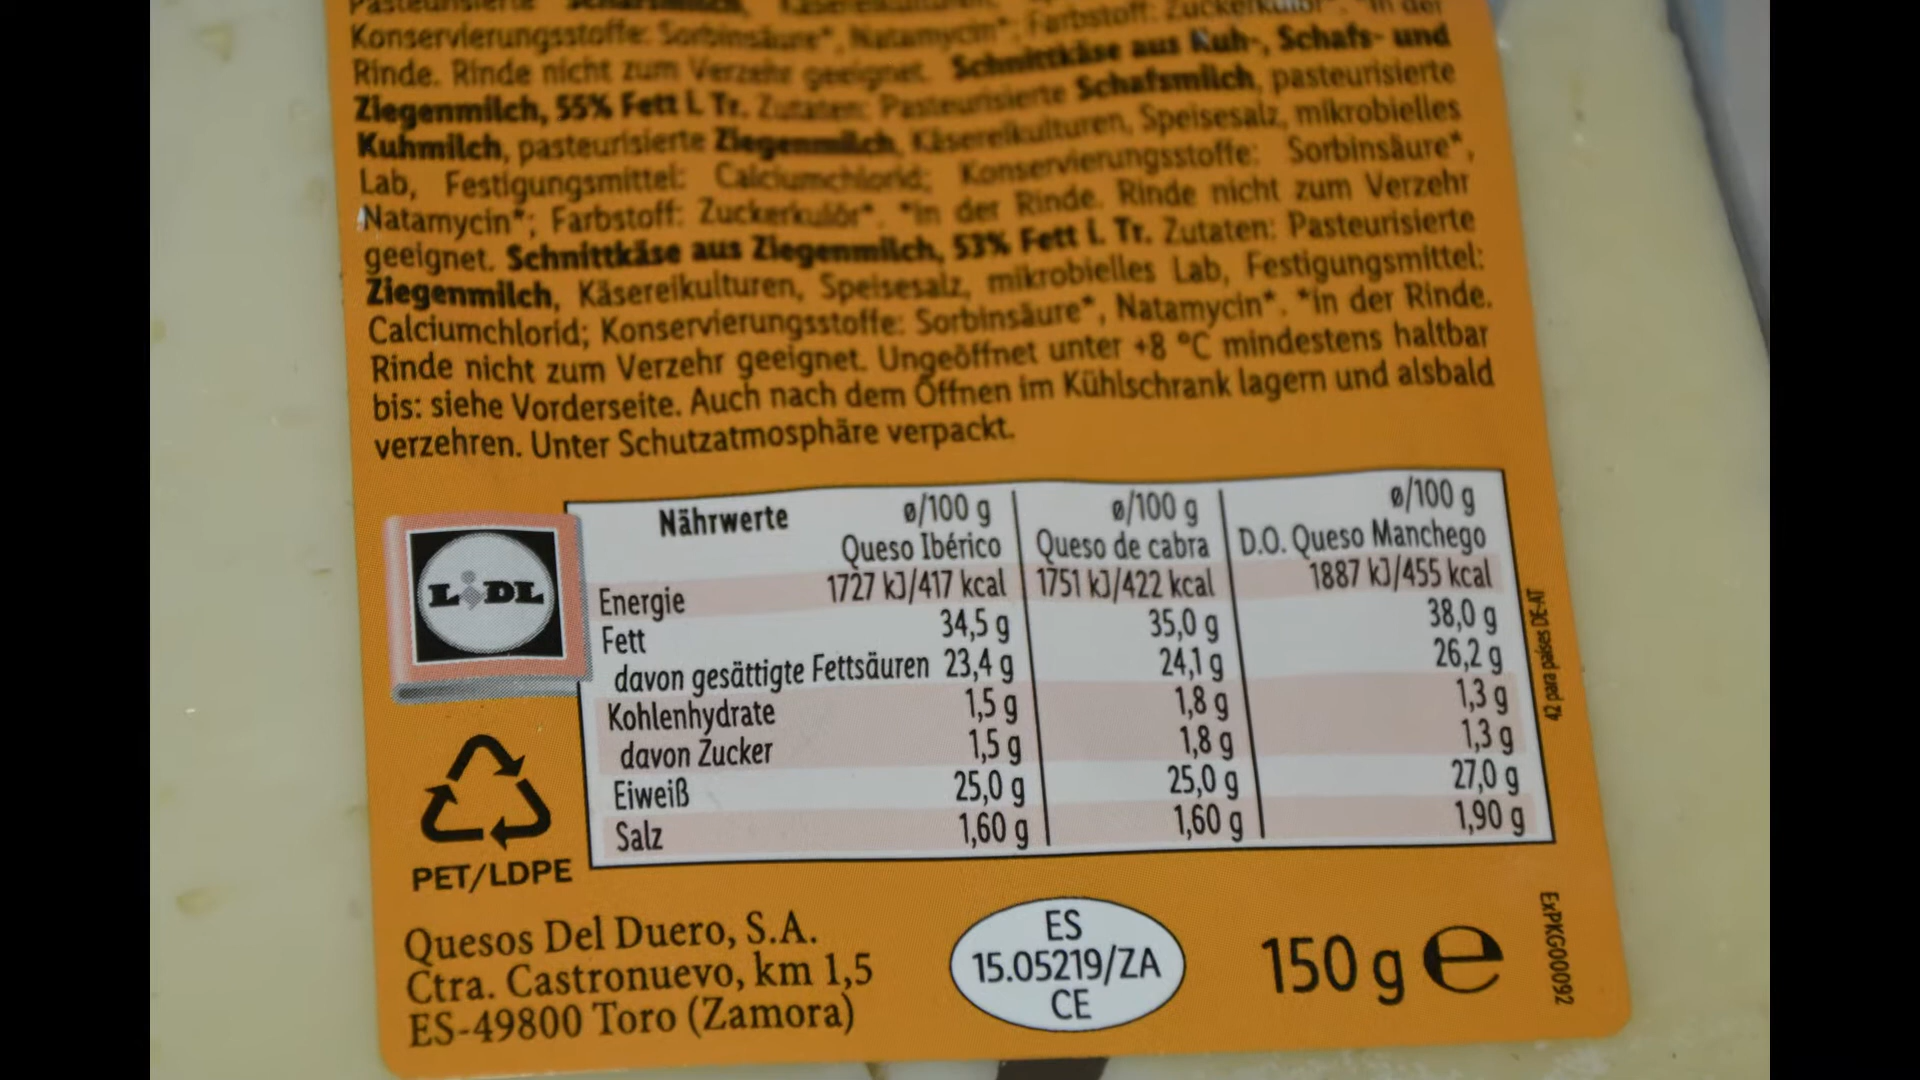 Konservierungsstoffe: Sorbinsäure*, Natamycin*; Farbstoff: Zuckerkulör*. *in der
Rinde. Rinde nicht zum Verzehr geeignet. Schnittkäse aus Kuh-, Schafs- und
Ziegenmilch, 55% Fett i. Tr. Zutaten: Pasteurisierte Schafsmilch, pasteurisierte
Kuhmilch, pasteurisierte Ziegenmilch, Käsereikulturen, Speisesalz, mikrobielles
Lab, Festigungsmittel: Calciumchlorid; Konservierungsstoffe: Sorbinsäure*,
Natamycin*; Farbstoff: Zuckerkulör*. *in der Rinde. Rinde nicht zum Verzehr
geeignet. Schnittkäse aus Ziegenmilch, 53% Fett i. Tr. Zutaten: Pasteurisierte
Ziegenmilch, Käsereikulturen, Speisesalz, mikrobielles Lab, Festigungsmittel:
Calciumchlorid; Konservierungsstoffe: Sorbinsäure*, Natamycin*. *in der Rinde.
Rinde nicht zum Verzehr geeignet. Ungeöffnet unter +8 °C mindestens haltbar
bis: siehe Vorderseite. Auch nach dem Öffnen im Kühlschrank lagern und alsbald
verzehren. Unter Schutzatmosphäre verpackt.
Nährwerte ø/100 g ø/100 g ø/100 g
Queso Ibérico Queso de cabra D.O. Queso Manchego
Energie 1727 kJ/417 kcal 1751 kJ/422 kcal 1887 kJ/455 kcal
Fett 34,5 g 35,0 g 38,0 g
davon gesättigte Fettsäuren 23,4 g 24,1 g 26,2 g
Kohlenhydrate 1,5 g 1,8 g 1,3 g
davon Zucker 1,5 g 1,8 g 1,3 g
Eiweiß 25,0 g 25,0 g 27,0 g
Salz 1,60 g 1,60 g 1,90 g
LIDL
42 para países DE-AT
PET/LDPE
Quesos Del Duero, S.A.
Ctra. Castronuevo, km 1,5
ES-49800 Toro (Zamora)
ES
15.05219/ZA
CE
150 g e
ExPKG00092